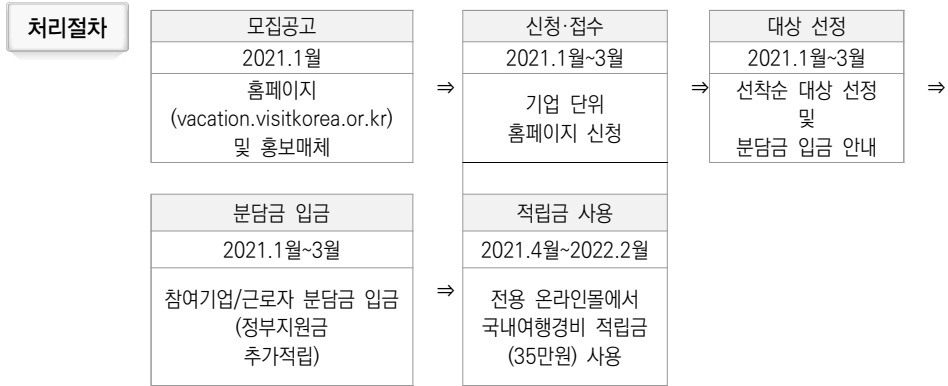 처리절차
모집공고
2021.1월
홈페이지
(vacation.visitkorea.or.kr)
및 홍보매체
⇒
신청·접수
2021.1월~3월
기업 단위
홈페이지 신청
⇒
대상 선정
2021.1월~3월
선착순 대상 선정
및
분담금 입금 안내
⇒
분담금 입금
2021.1월~3월
참여기업/근로자 분담금 입금
(정부지원금
추가적립)
⇒
적립금 사용
2021.4월~2022.2월
전용 온라인몰에서
국내여행경비 적립금
(35만원) 사용